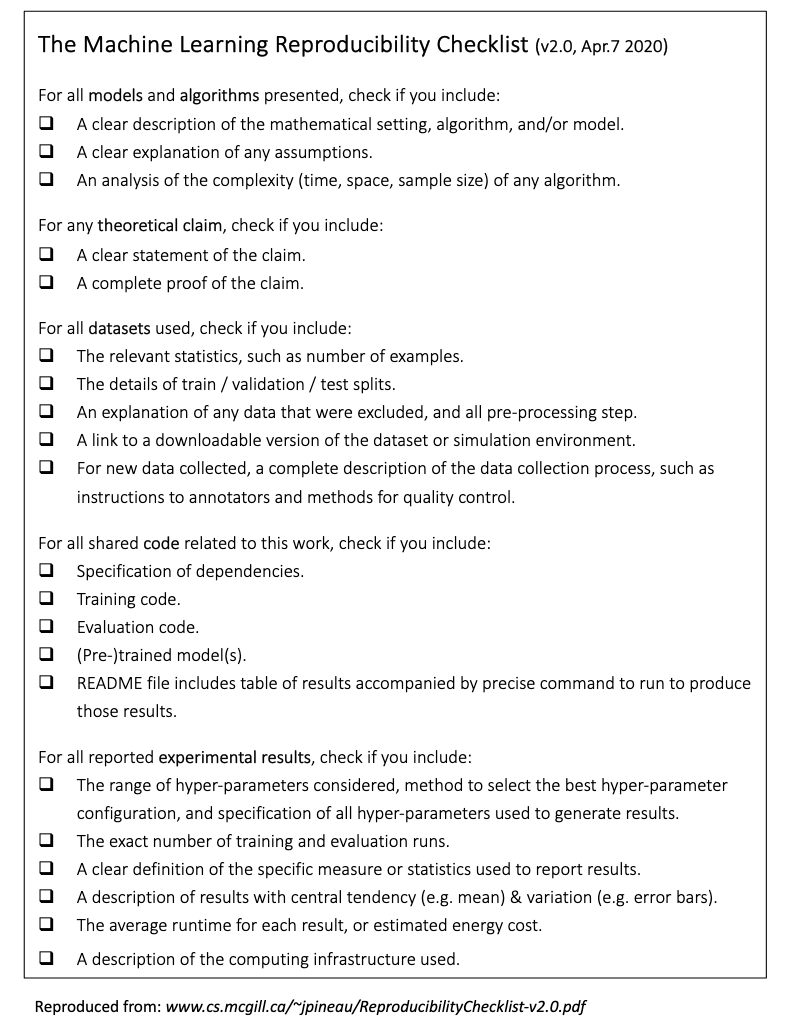 The Machine Learning Reproducibility Checklist (v2.0, Apr.7 2020)
For all models and algorithms presented, check if you include:
❑ A clear description of the mathematical setting, algorithm, and/or model.
❑ A clear explanation of any assumptions.
❑ An analysis of the complexity (time, space, sample size) of any algorithm.
For any theoretical claim, check if you include:
❑ A clear statement of the claim.
❑ A complete proof of the claim.
For all datasets used, check if you include:
❑ The relevant statistics, such as number of examples.
❑ The details of train / validation / test splits.
❑ An explanation of any data that were excluded, and all pre-processing step.
❑ A link to a downloadable version of the dataset or simulation environment.
❑ For new data collected, a complete description of the data collection process, such as
instructions to annotators and methods for quality control.
For all shared code related to this work, check if you include:
❑ Specification of dependencies.
❑ Training code.
❑ Evaluation code.
❑ (Pre-)trained model(s).
❑ README file includes table of results accompanied by precise command to run to produce
those results.
For all reported experimental results, check if you include:
❑ The range of hyper-parameters considered, method to select the best hyper-parameter
configuration, and specification of all hyper-parameters used to generate results.
❑ The exact number of training and evaluation runs.
❑ A clear definition of the specific measure or statistics used to report results.
❑ A description of results with central tendency (e.g. mean) & variation (e.g. error bars).
❑ The average runtime for each result, or estimated energy cost.
❑ A description of the computing infrastructure used.
Reproduced from: www.cs.mcgill.ca/~jpineau/ReproducibilityChecklist-v2.0.pdf